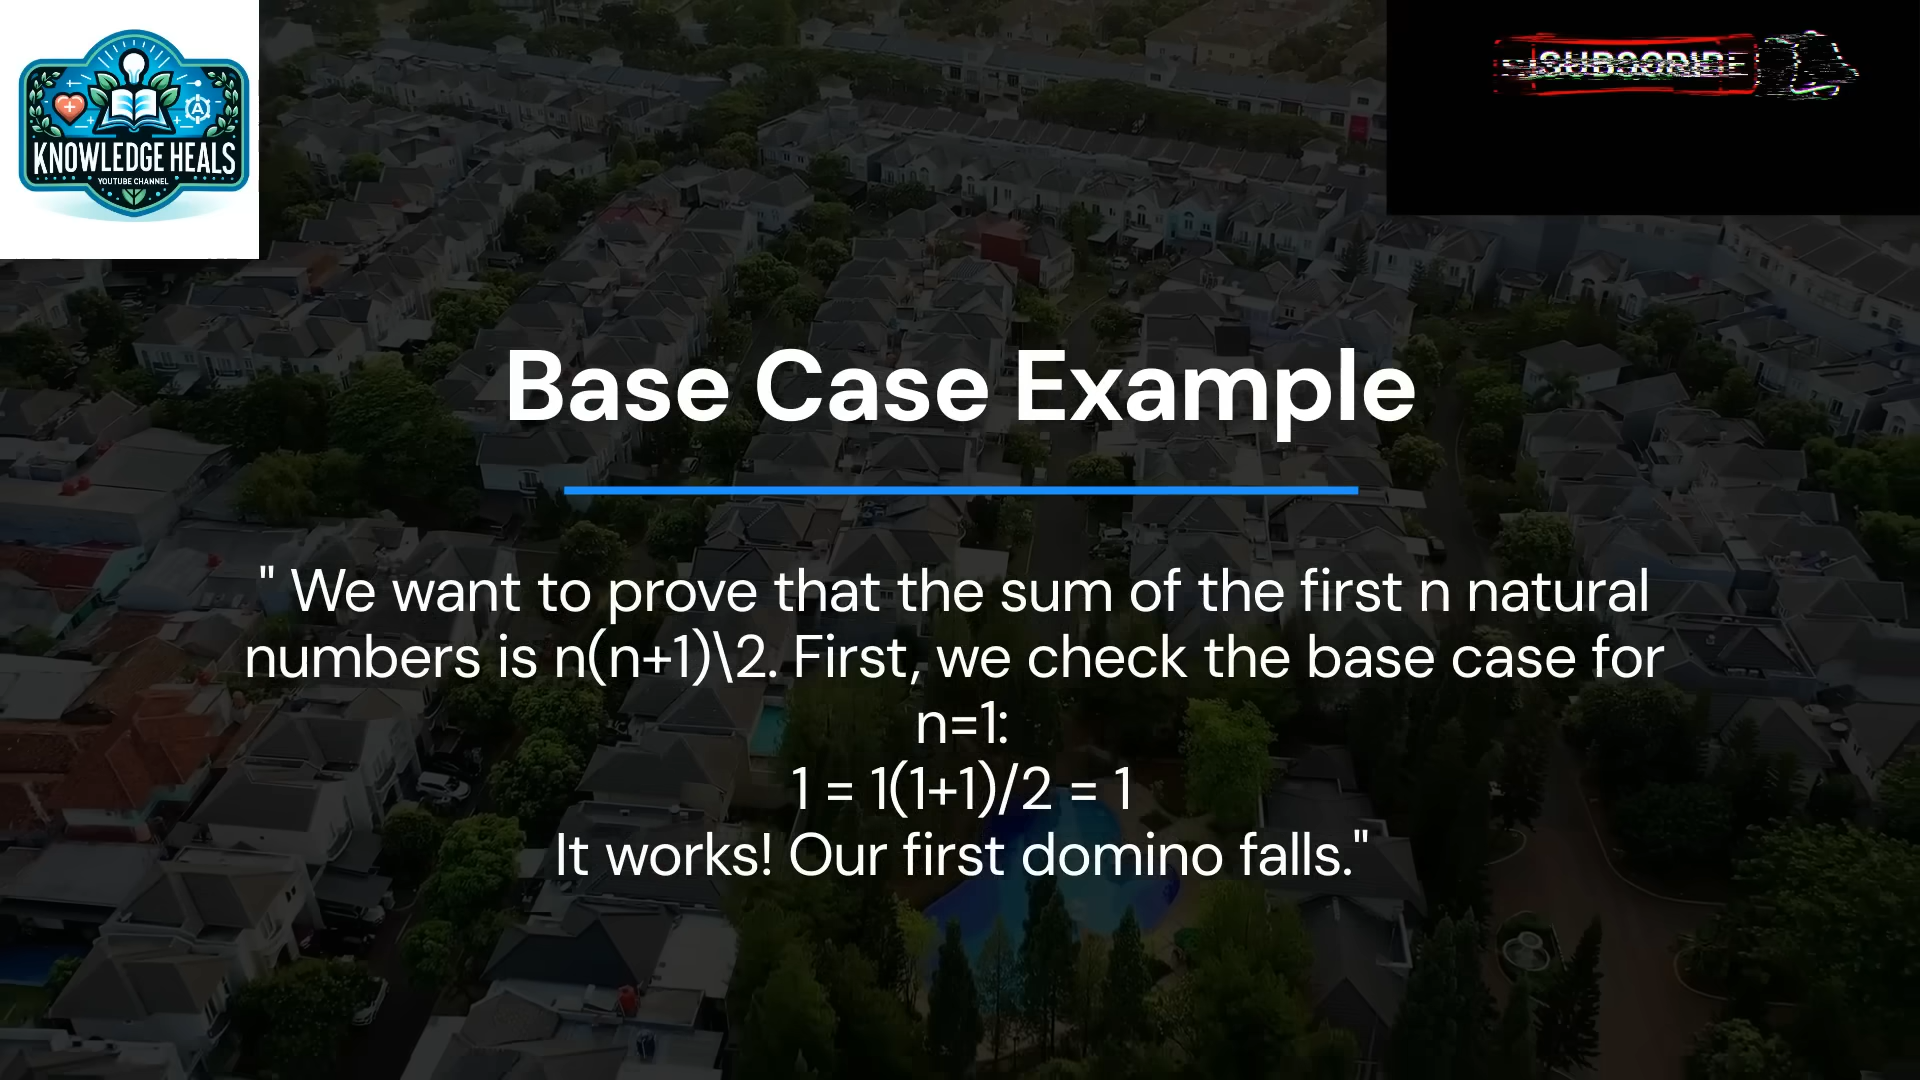 KNOWLEDGE HEALS
YOUTUBE CHANNEL
SUBSCRIBE
Base Case Example
" We want to prove that the sum of the first n natural
numbers is n(n+1)\2. First, we check the base case for
n=1:
1 = 1(1+1)/2 = 1
It works! Our first domino falls."